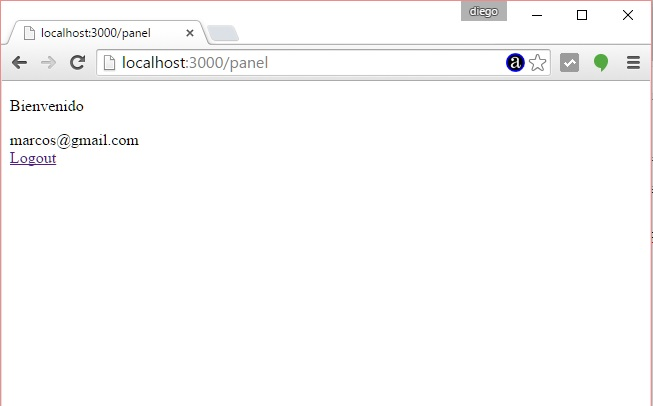 diego
localhost:3000/panel
localhost:3000/panel
a
Bienvenido
marcos@gmail.com
Logout